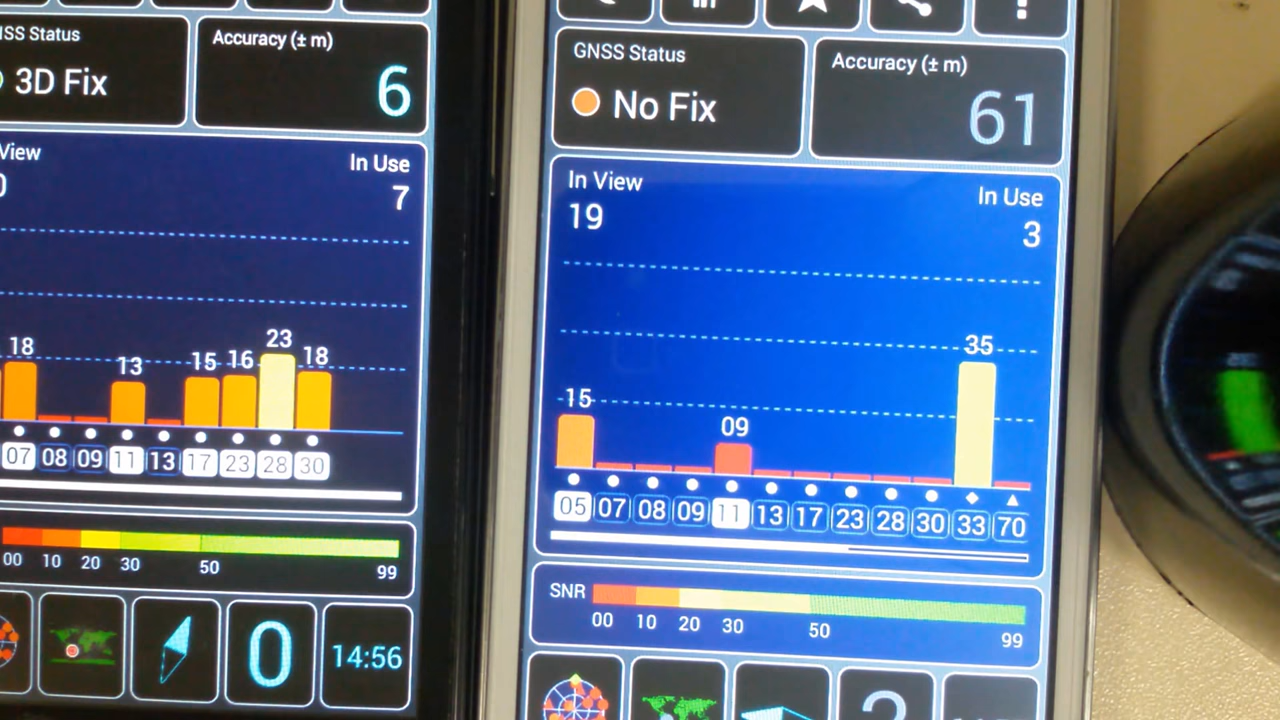 SS Status
3D Fix
Accuracy (± m)
6
View
In Use
7
18
13
15
16
23
18
07 08 09 11 13 17 23 28 30
00 10 20 30 50 99
0
14:56
GNSS Status
No Fix
Accuracy (± m)
61
In View
19
In Use
3
15
09
35
05 07 08 09 11 13 17 23 28 30 33 70
SNR
00 10 20 30 50 99